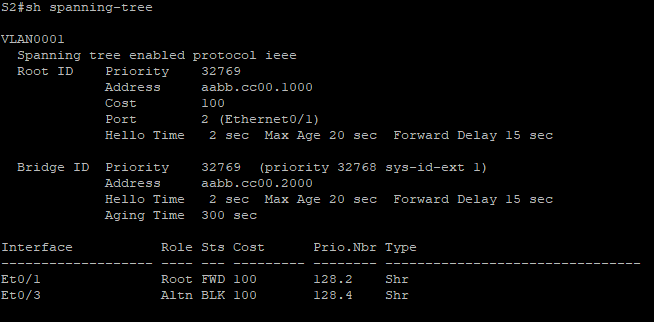 S2#sh spanning-tree

VLAN0001
  Spanning tree enabled protocol ieee
  Root ID    Priority    32769
             Address     aabb.cc00.1000
             Cost        100
             Port        2 (Ethernet0/1)
             Hello Time   2 sec  Max Age 20 sec  Forward Delay 15 sec

  Bridge ID  Priority    32769  (priority 32768 sys-id-ext 1)
             Address     aabb.cc00.2000
             Hello Time   2 sec  Max Age 20 sec  Forward Delay 15 sec
             Aging Time  300 sec

Interface           Role Sts Cost      Prio.Nbr Type
------------------- ---- --- --------- -------- --------------------------------
Et0/1               Root FWD 100       128.2    Shr
Et0/3               Altn BLK 100       128.4    Shr